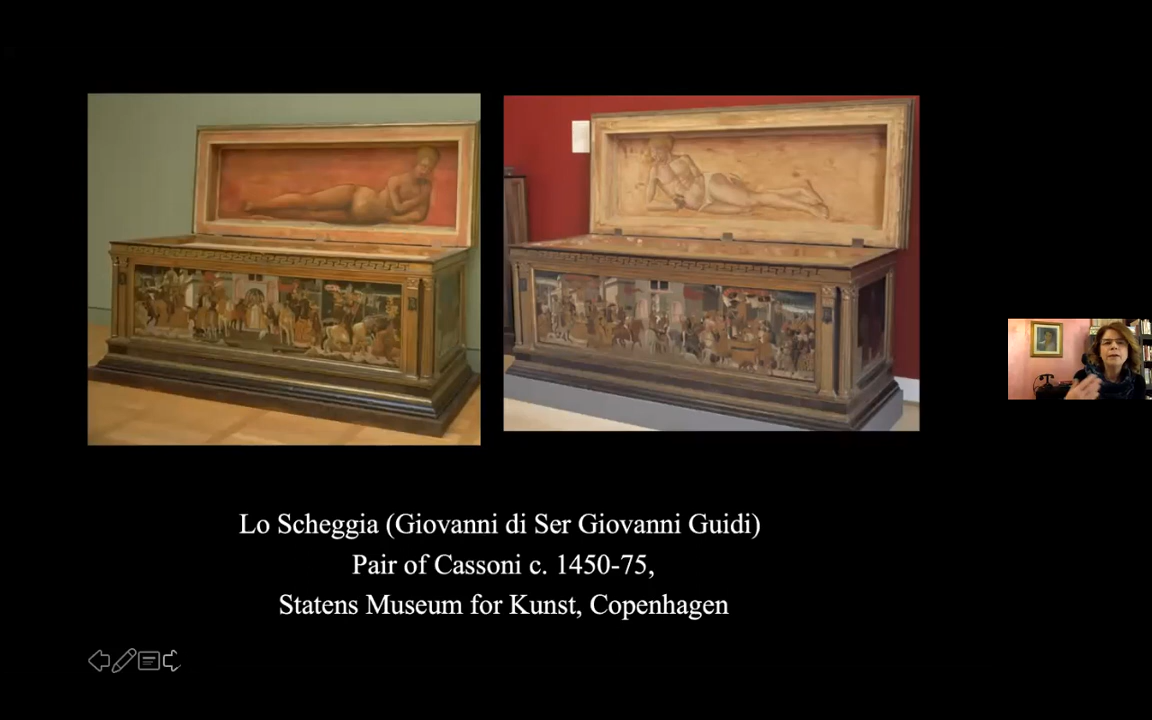 Lo Scheggia (Giovanni di Ser Giovanni Guidi)
Pair of Cassoni c. 1450-75,
Statens Museum for Kunst, Copenhagen